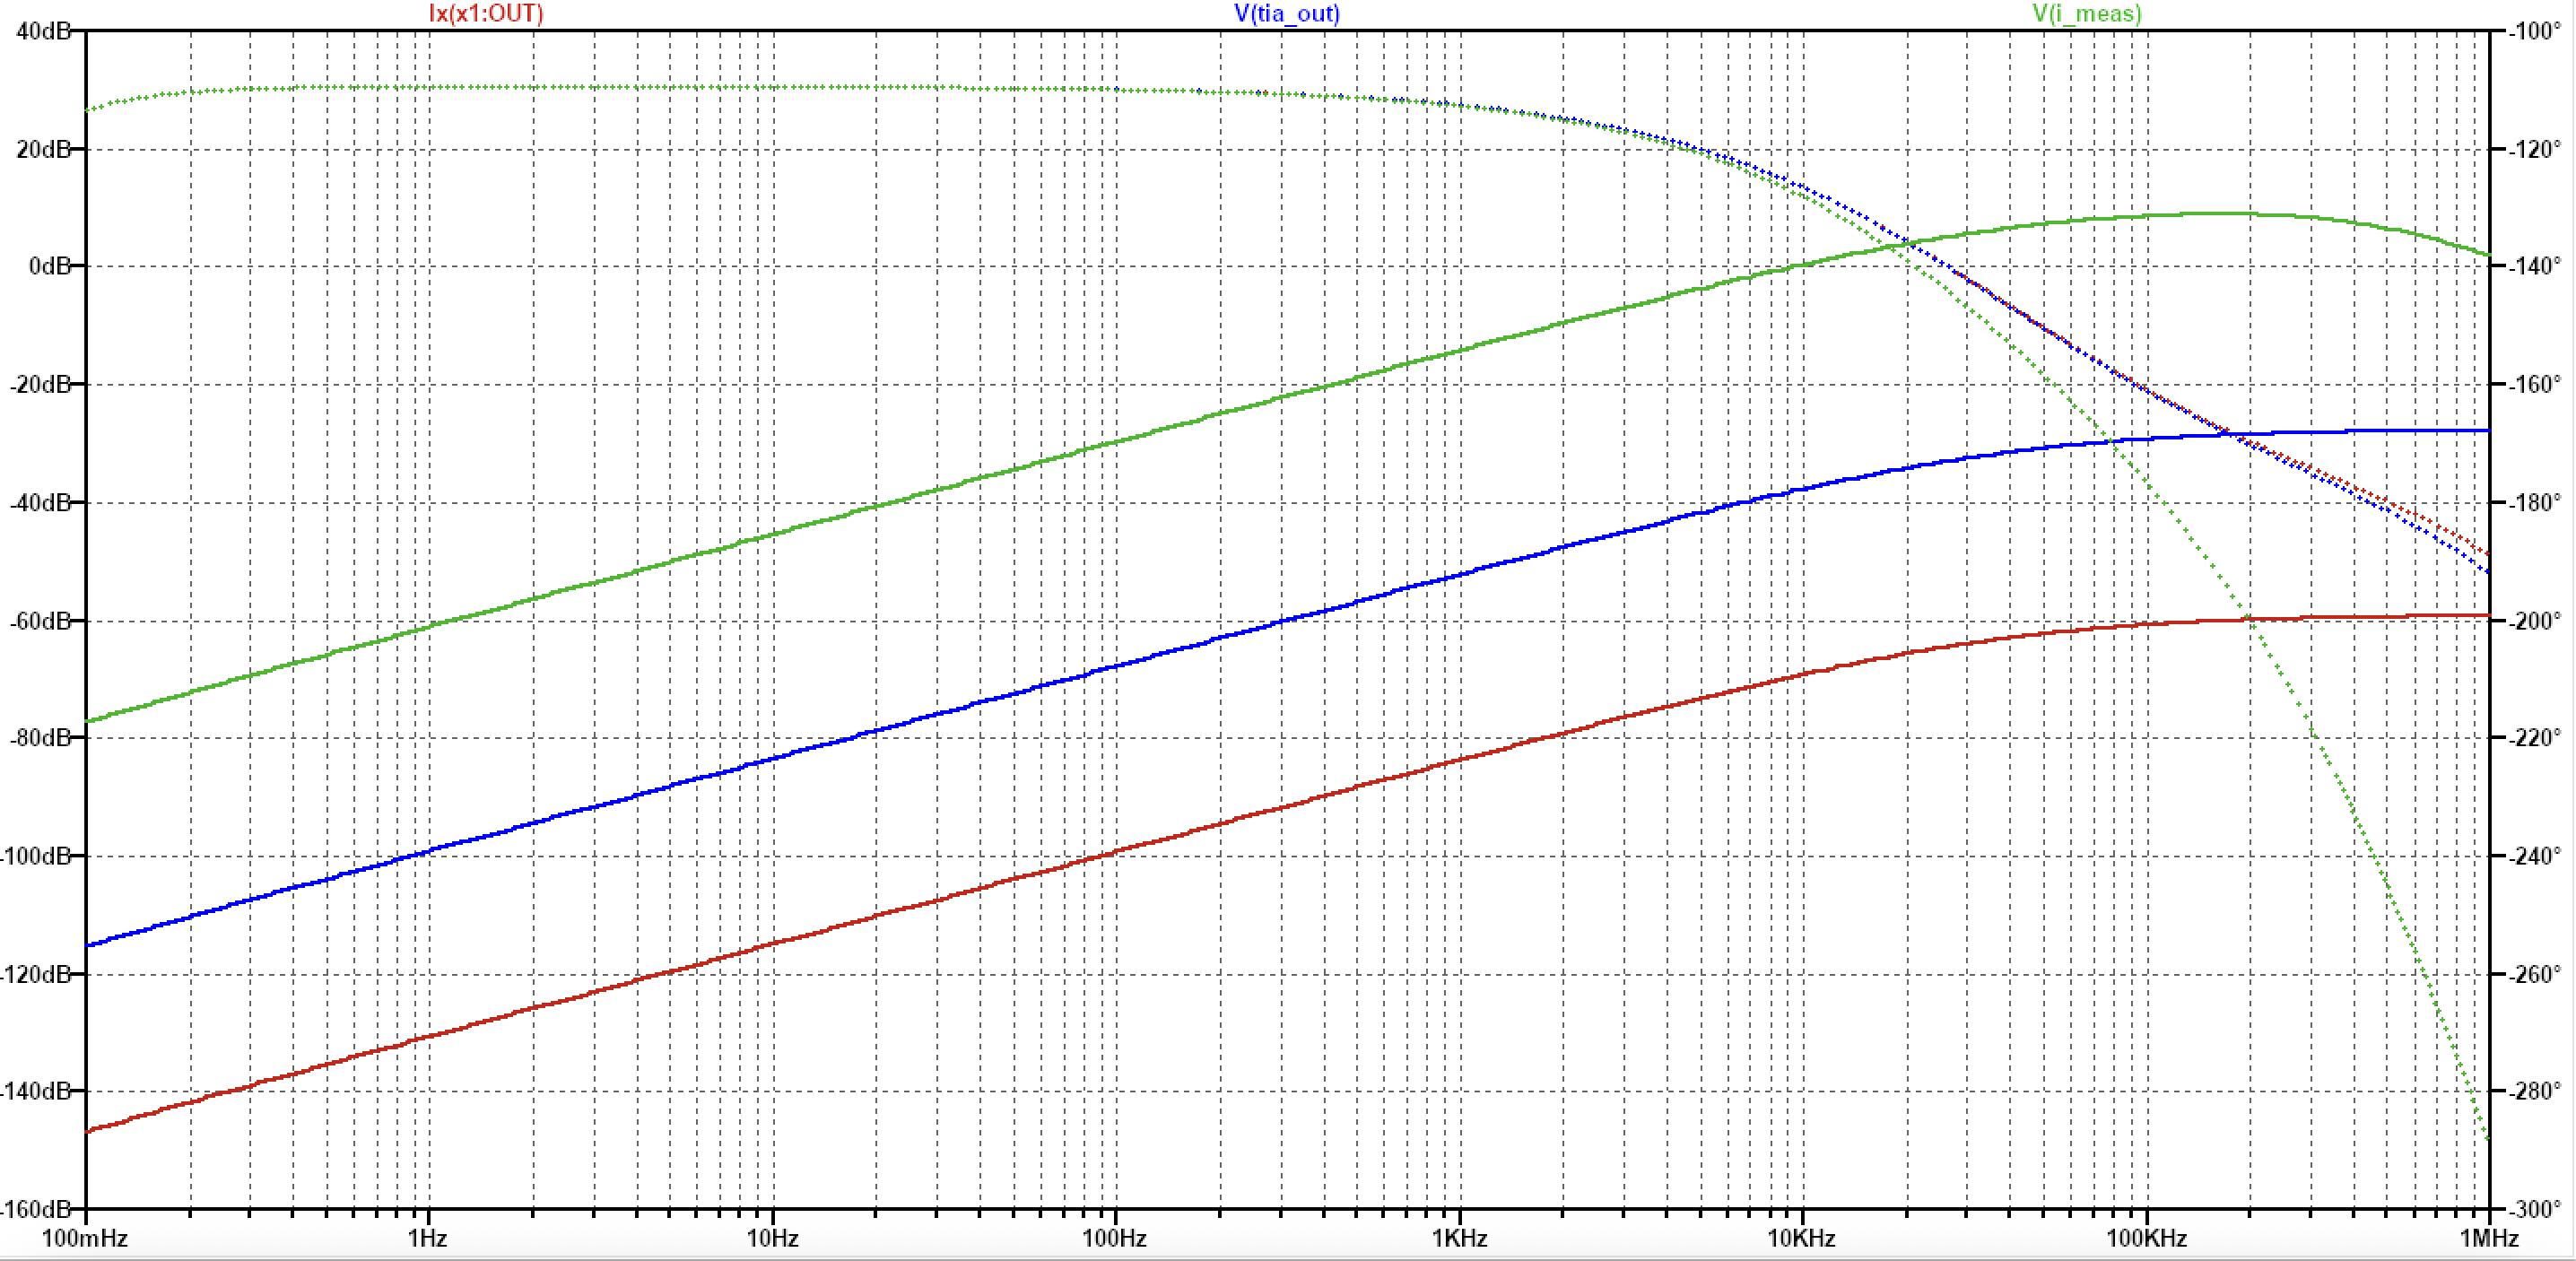 Ix(x1:OUT) V(tia_out) V(i_meas)
40dB -100°
20dB -120°
0dB -140°
-20dB -160°
-40dB -180°
-60dB -200°
-80dB -220°
-100dB -240°
-120dB -260°
-140dB -280°
-160dB -300°
100mHz 1Hz 10Hz 100Hz 1KHz 10KHz 100KHz 1MHz